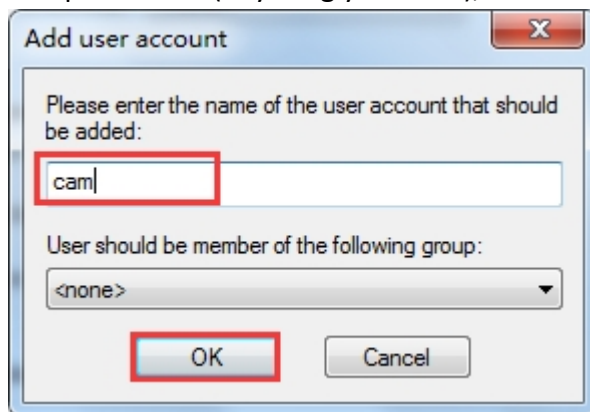 Add user account
Please enter the name of the user account that should
be added:
cam
User should be member of the following group:
<none>
OK Cancel